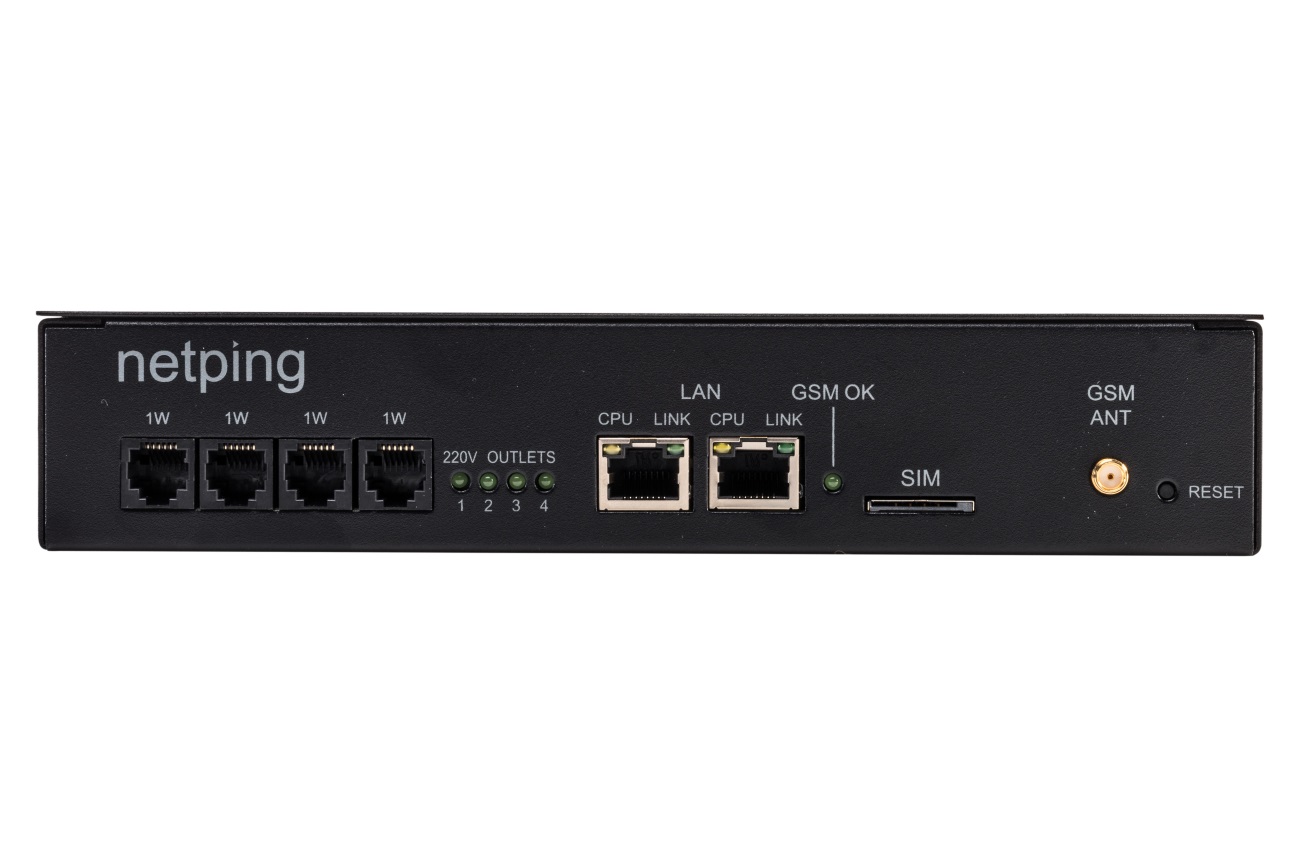 netping
1W 1W 1W 1W
220V OUTLETS
1 2 3 4
LAN
CPU LINK CPU LINK
GSM OK
SIM
GSM
ANT
RESET